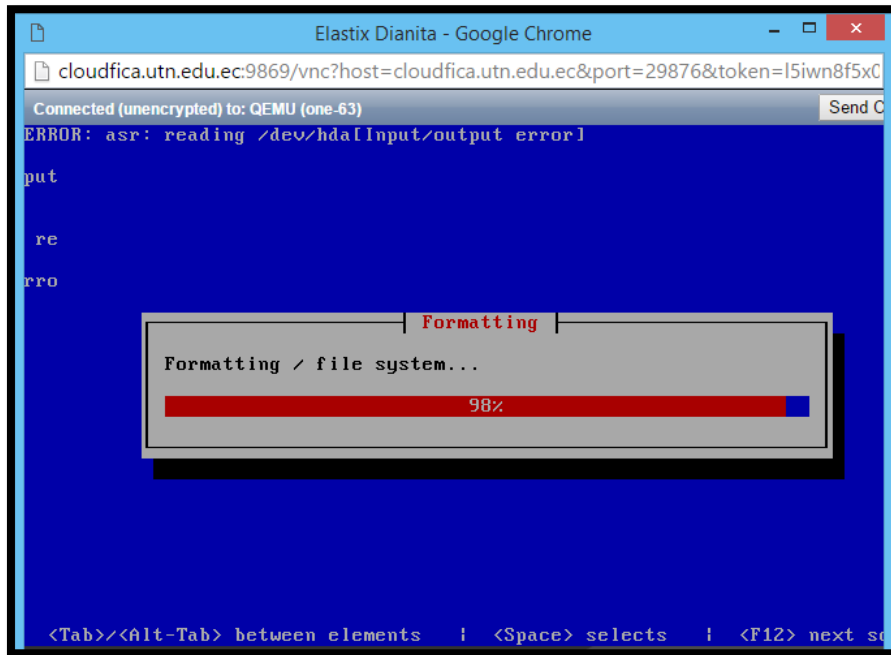 Elastix Dianita - Google Chrome
cloudfica.utn.edu.ec:9869/vnc?host=cloudfica.utn.edu.ec&port=29876&token=l5iwn8f5x0
Connected (unencrypted) to: QEMU (one-63)
Send C
ERROR: asr: reading /dev/hda[Input/output error]
put
re
rro
Formatting
Formatting / file system...
98%
<Tab>/<Alt-Tab> between elements | <Space> selects | <F12> next sc